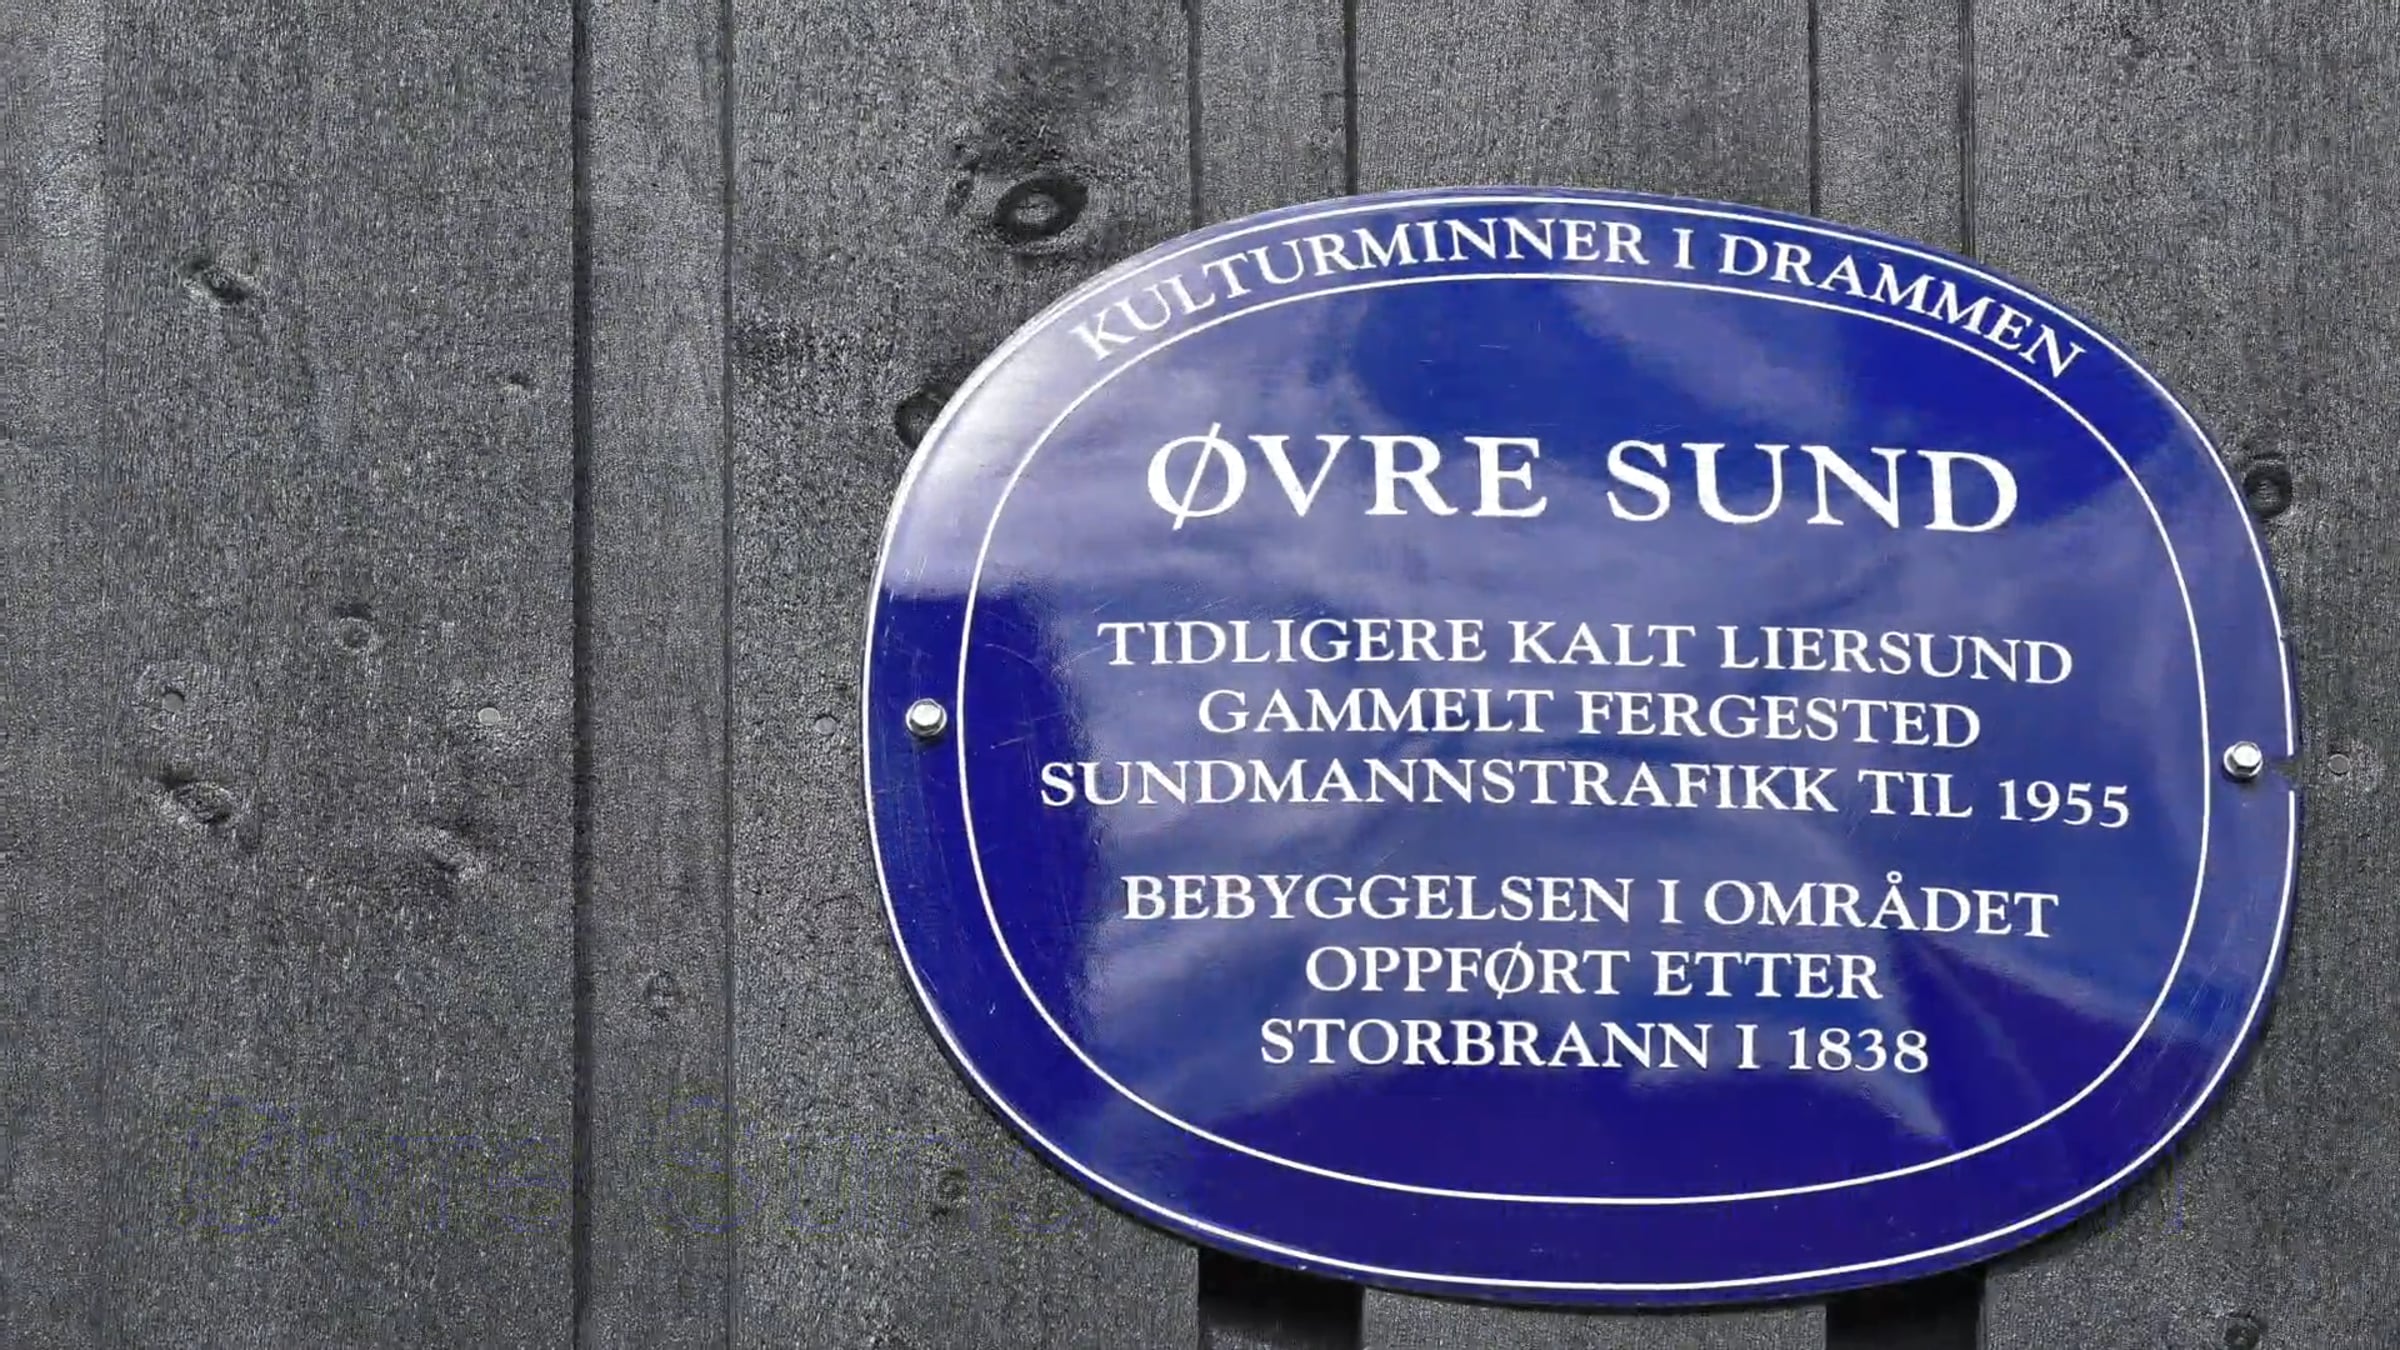 KULTURMINNER I DRAMMEN
ØVRE SUND
TIDLIGERE KALT LIERSUND
GAMMELT FERGESTED
SUNDMANNSTRAFIKK TIL 1955
BEBYGGELSEN I OMRÅDET
OPPFØRT ETTER
STORBRANN I 1838